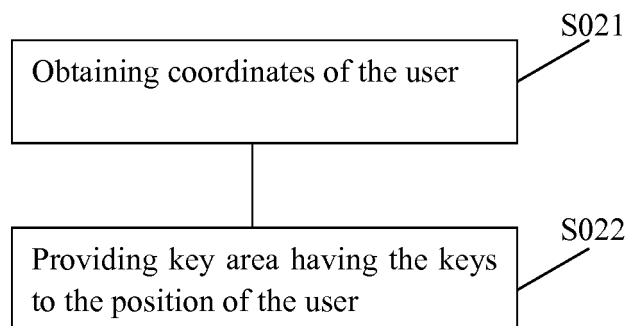 S021
Obtaining coordinates of the user
S022
Providing key area having the keys
to the position of the user